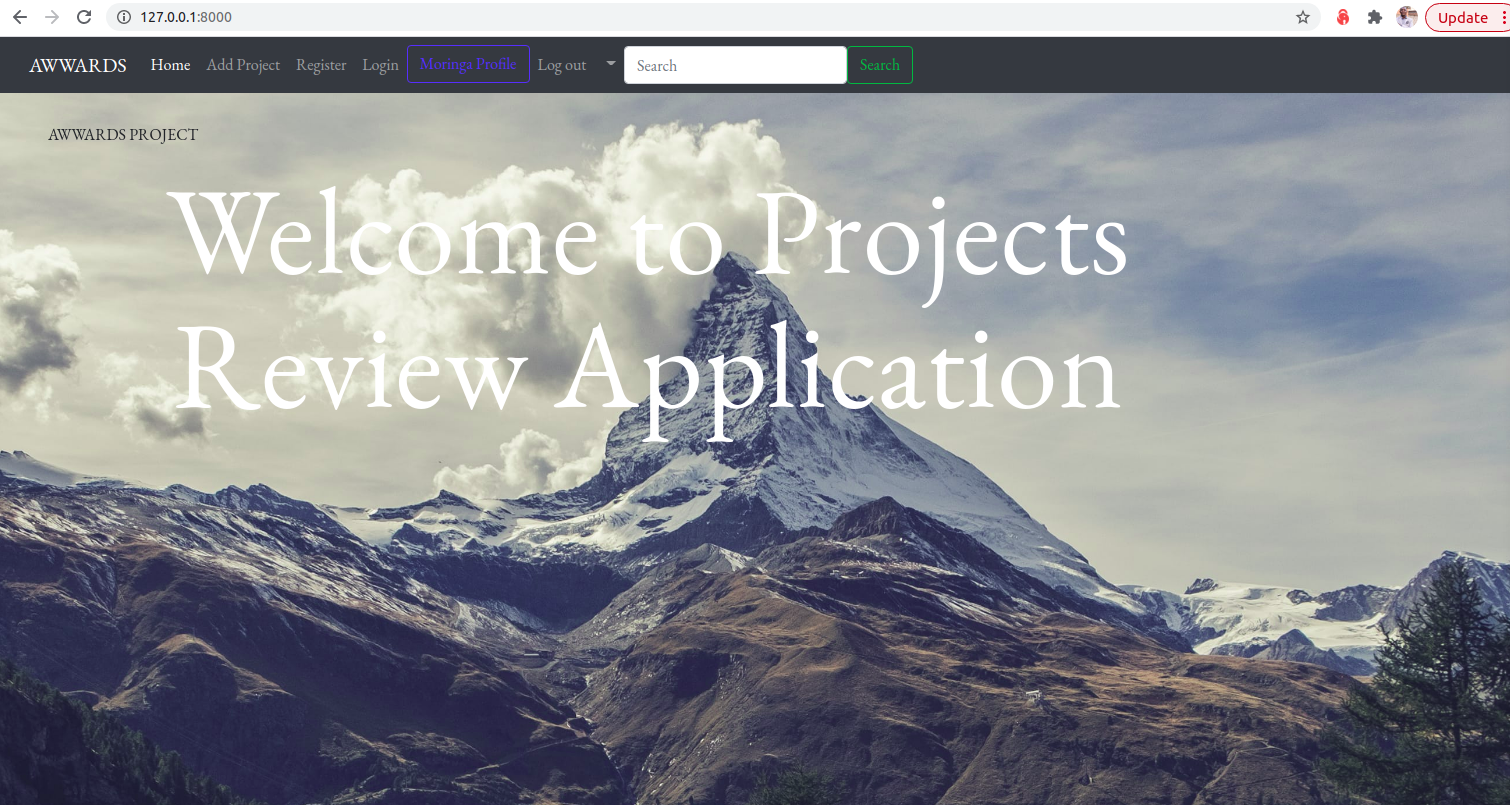 127.0.0.1:8000
Update
AWWARDS Home Add Project Register Login Moringa Profile Log out Search Search
AWWARDS PROJECT
Welcome to Projects
Review Application